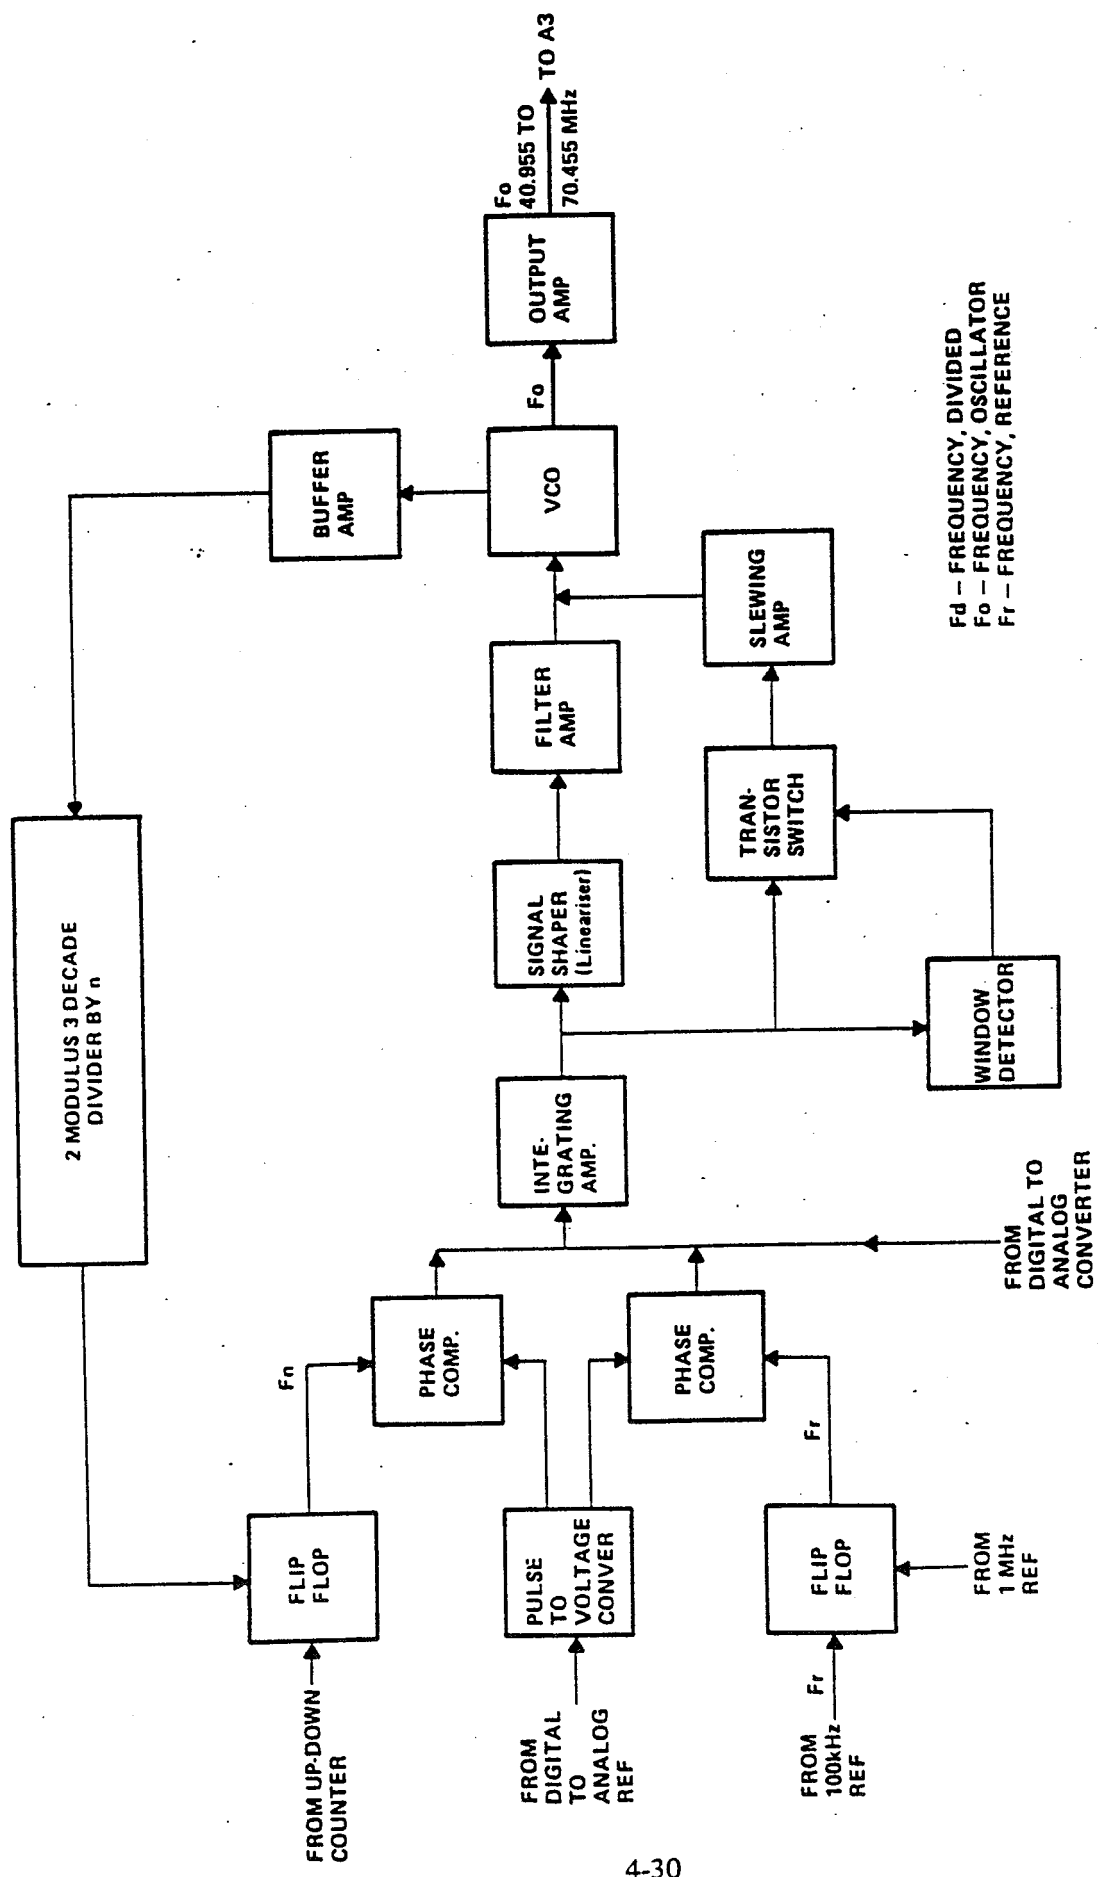 2 MODULUS 3 DECADE
DIVIDER BY n
BUFFER
AMP
FROM UP-DOWN
COUNTER
FLIP
FLOP
Fn
PHASE
COMP.
FROM
DIGITAL
TO
ANALOG
REF
PULSE
TO
VOLTAGE
CONVER
INTE-
GRATING
AMP.
SIGNAL
SHAPER
(Lineariser)
FILTER
AMP
VCO
Fo
OUTPUT
AMP
Fo
40.955 TO
70.455 MHz
TO A3
PHASE
COMP.
FROM
100kHz
REF
Fr
FLIP
FLOP
Fr
FROM
1 MHz
REF
FROM
DIGITAL TO
ANALOG
CONVERTER
WINDOW
DETECTOR
TRAN-
SISTOR
SWITCH
SLEWING
AMP
Fd – FREQUENCY, DIVIDED
Fo – FREQUENCY, OSCILLATOR
Fr – FREQUENCY, REFERENCE
4-30